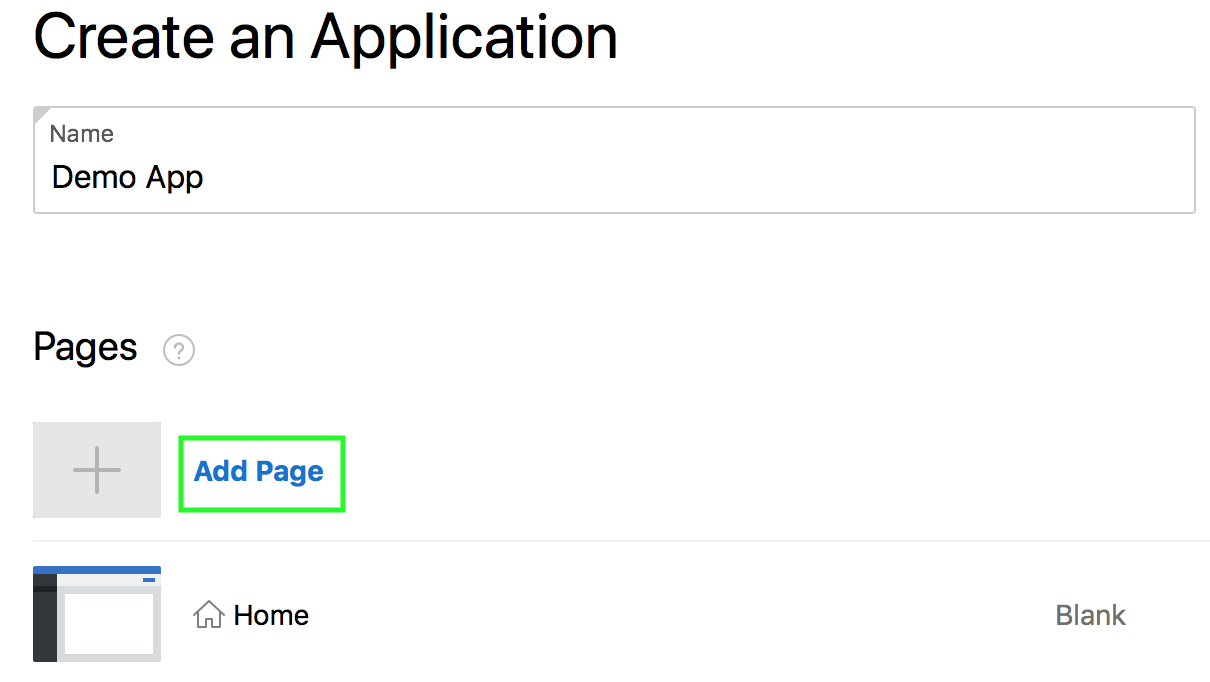 Create an Application
Name
Demo App
Pages ?
Add Page
Home Blank